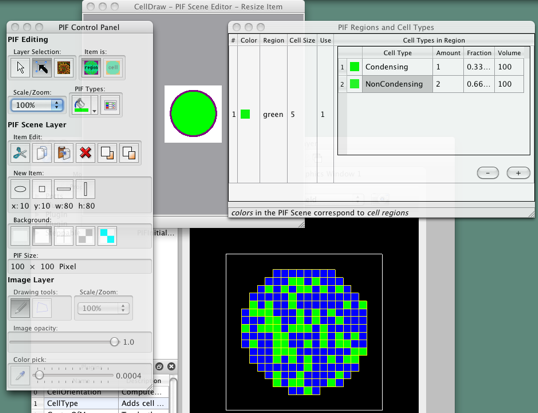 CellDraw – PIF Scene Editor – Resize Item
PIF Control Panel
PIF Editing
Layer Selection:
Item is:
region
cell
Scale/Zoom:
PIF Types:
100%
PIF Scene Layer
Item Edit:
New Item:
x:10 y:10 w:80 h:80
Background:
PIF Size:
100 × 100 Pixel
Image Layer
Drawing tools:
Scale/Zoom:
100%
Image opacity:
1.0
Color pick:
0.0004
PIF Regions and Cell Types
# Color Region Cell Size Use
Cell Types in Region
Cell Type Amount Fraction Volume
1 Condensing 1 0.33... 100
2 NonCondensing 2 0.66... 100
1 green 5 1
colors in the PIF Scene correspond to cell regions
0 CellOrientation Compute...
1 CellType Adds cell ...